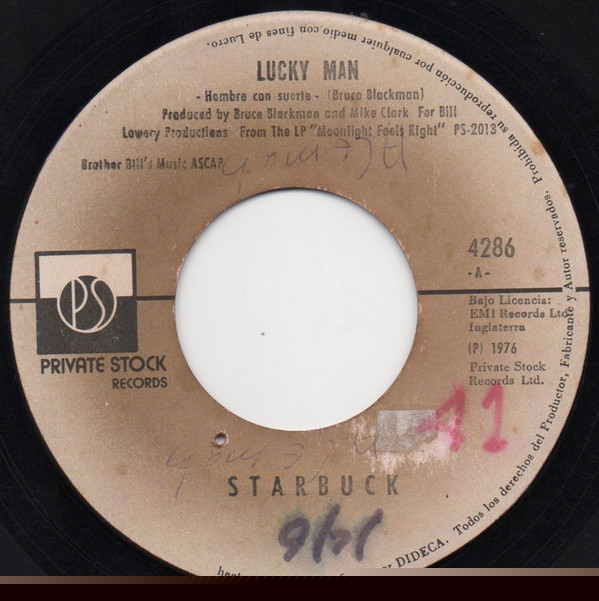 LUCKY MAN
- Hombre con suerte - (Bruce Blackman)
Produced by Bruce Blackman and Mike Clark For Bill
Lowery Productions From The LP "Moonlight Feels Right" PS-2013
Brother Bill's Music ASCAP
PS
PRIVATE STOCK
RECORDS
4286
-A-
Bajo Licencia:
EMI Records Ltd.
Inglaterra
(P) 1976
Private Stock
Records Ltd.
41
STARBUCK
DIDECA. Todos los derechos del Productor, Fabricante y Autor reservados. Prohibida su reproducción por cualquier medio con fines de Lucro.